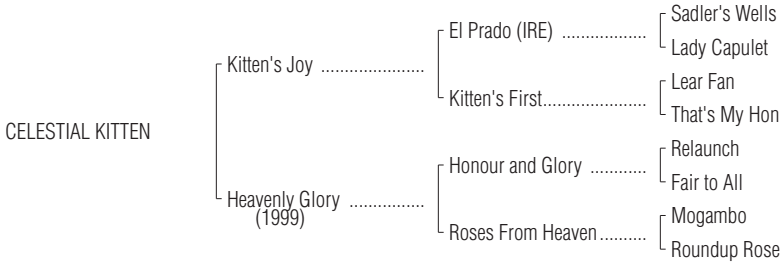 Sadler's Wells
El Prado (IRE) ..................
Lady Capulet
Kitten's Joy ......................
Lear Fan
Kitten's First......................
That's My Hon
CELESTIAL KITTEN
Relaunch
Honour and Glory ............
Fair to All
Heavenly Glory ................
(1999)
Mogambo
Roses From Heaven..........
Roundup Rose